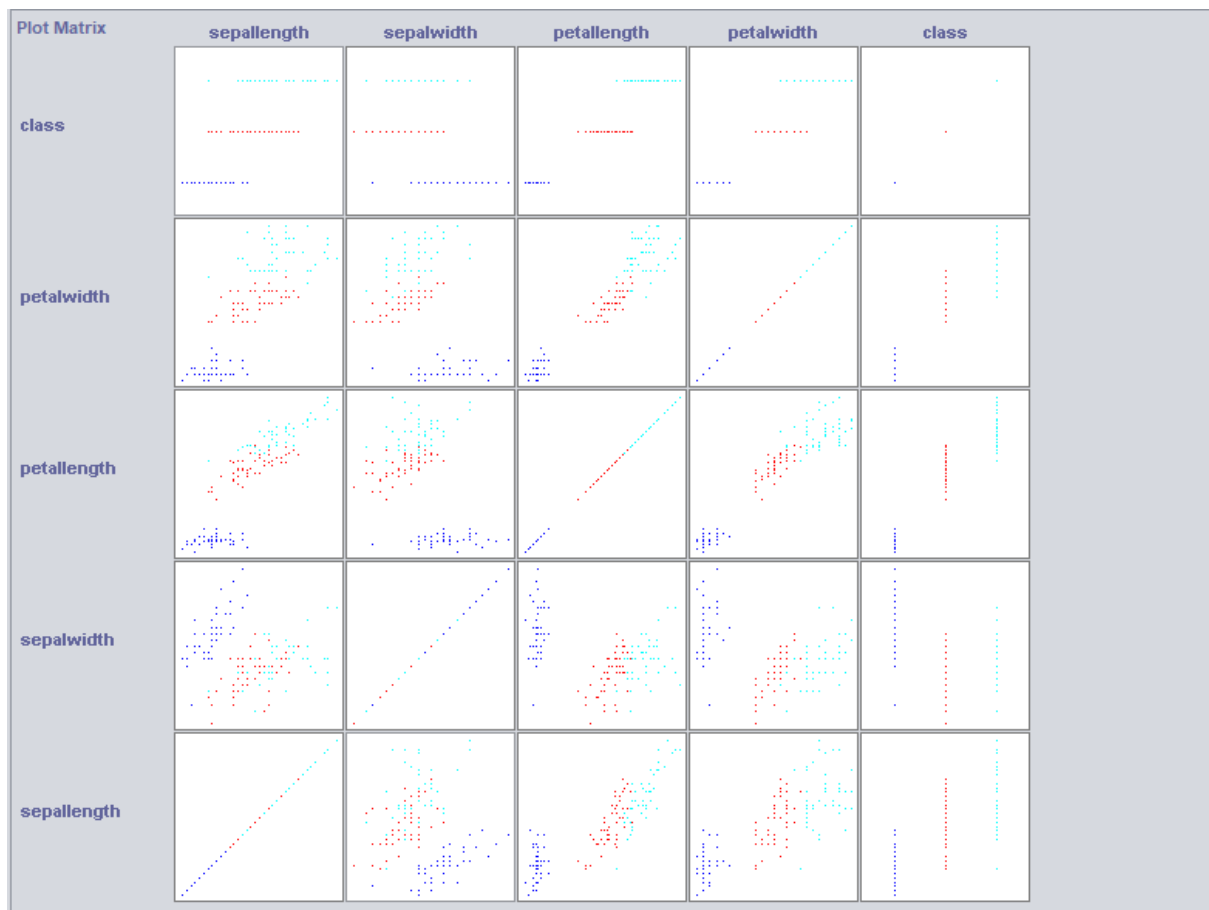 Plot Matrix
sepallength sepalwidth petallength petalwidth class
class
petalwidth
petallength
sepalwidth
sepallength